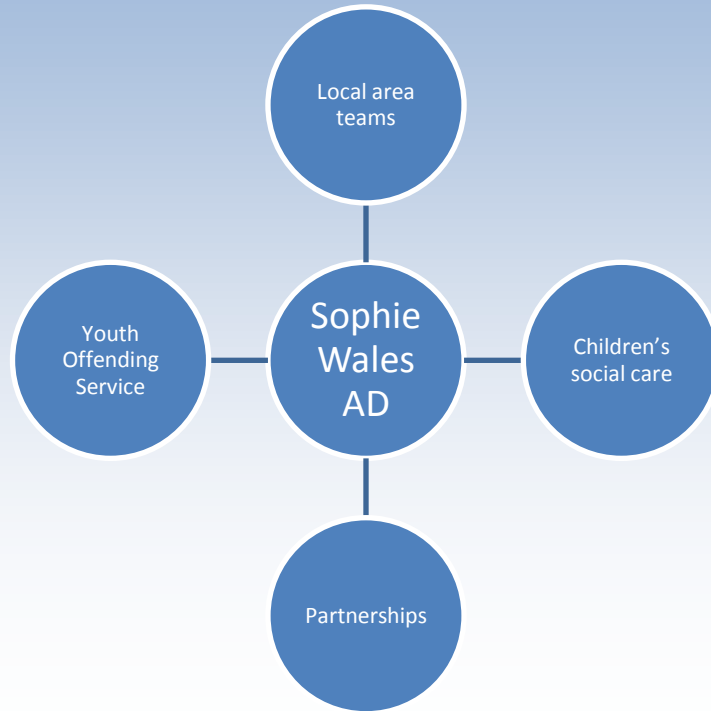 Local area
teams
Youth
Offending
Service
Sophie
Wales
AD
Children’s
social care
Partnerships